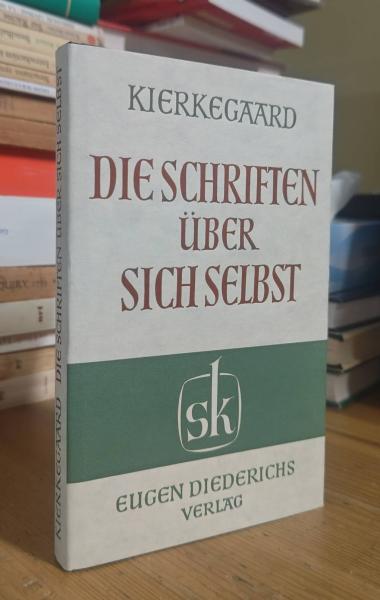 KIERKEGAARD
DIE SCHRIFTEN
ÜBER
SICH SELBST
sk
EUGEN DIEDERICHS
VERLAG
KIERKEGAARD DIE SCHRIFTEN ÜBER SICH SELBST